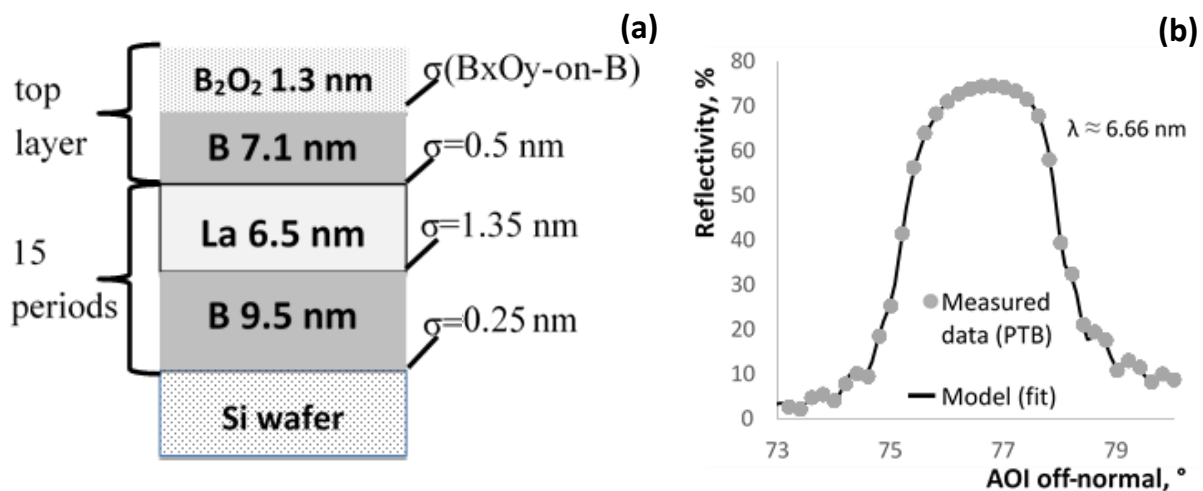 (a)
top
layer
15
periods
B₂O₂ 1.3 nm
B 7.1 nm
La 6.5 nm
B 9.5 nm
Si wafer
σ(BxOy-on-B)
σ=0.5 nm
σ=1.35 nm
σ=0.25 nm
(b)
Reflectivity, %
80
70
60
50
40
30
20
10
0
λ ≈ 6.66 nm
Measured
data (PTB)
Model (fit)
73 75 77 79
AOI off-normal, °